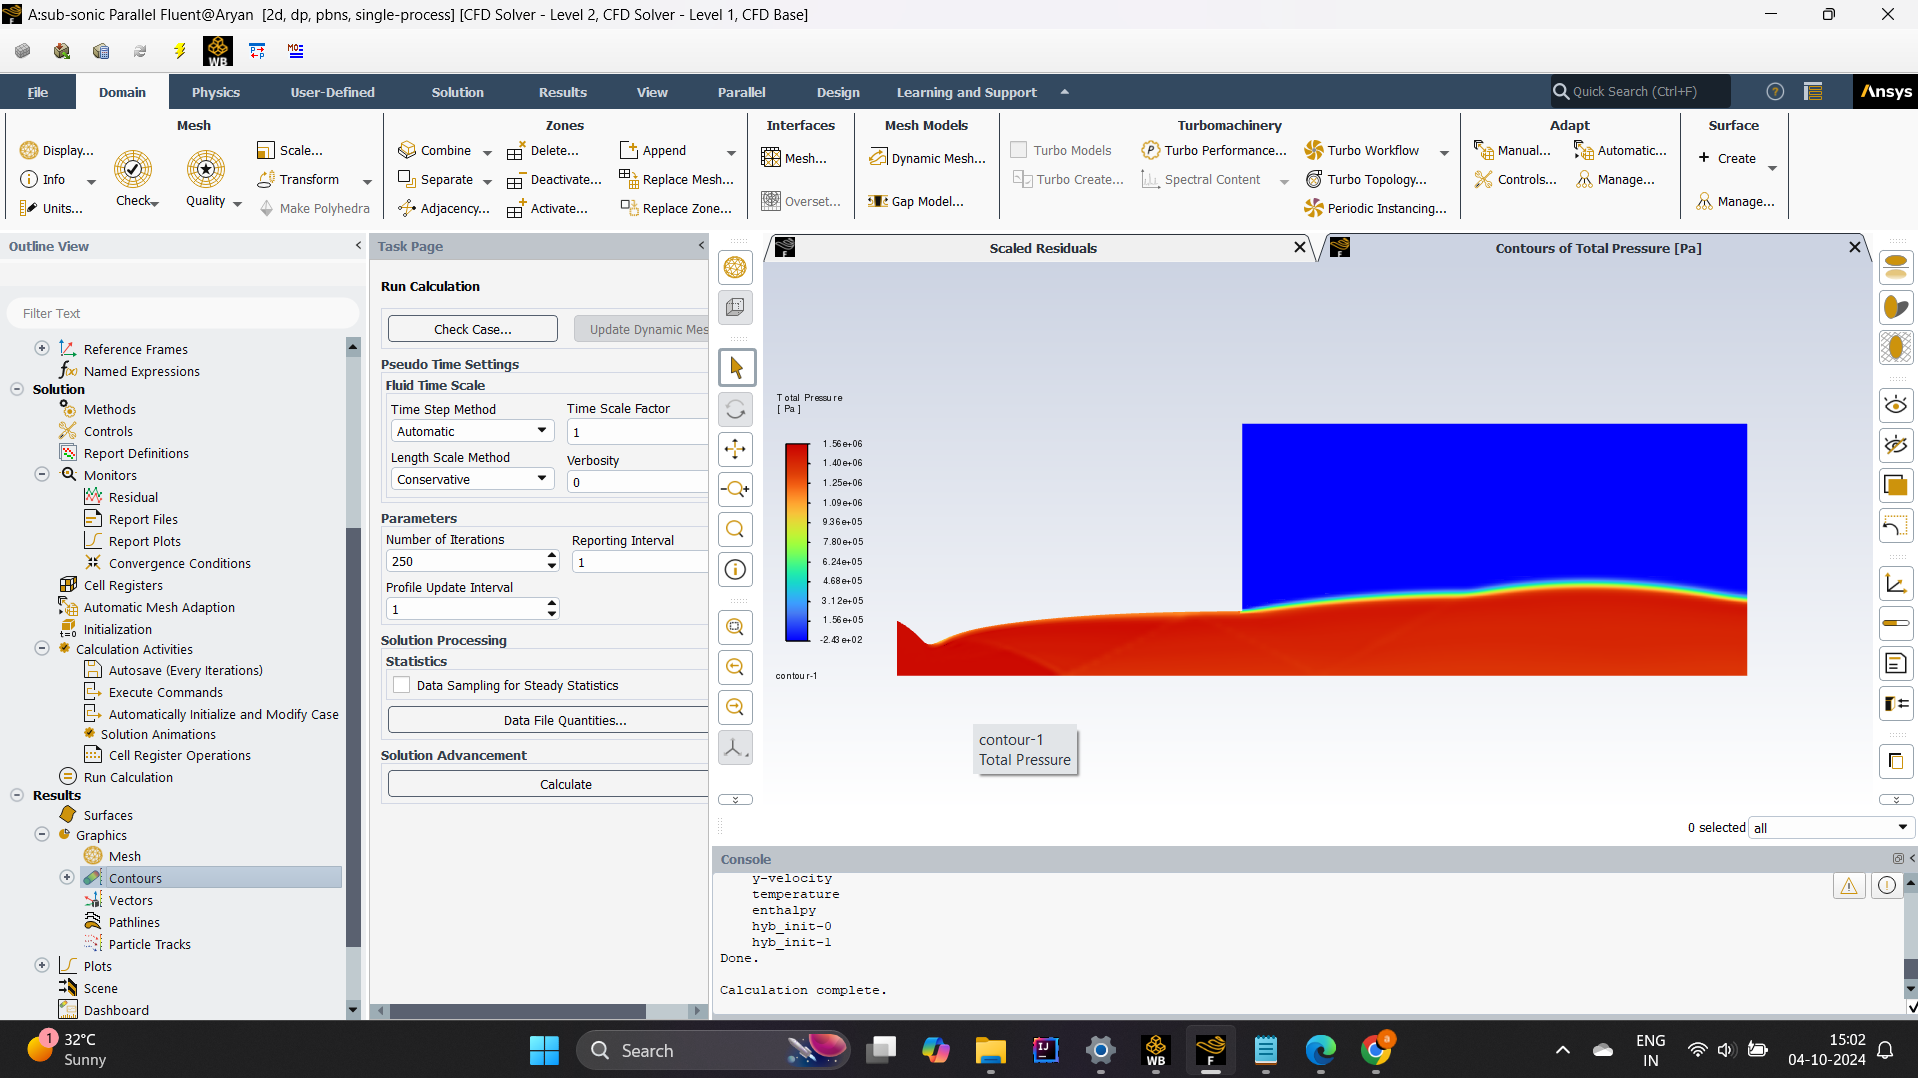 A:sub-sonic Parallel Fluent@Aryan [2d, dp, pbns, single-process] [CFD Solver - Level 2, CFD Solver - Level 1, CFD Base]
WB
File Domain Physics User-Defined Solution Results View Parallel Design Learning and Support Quick Search (Ctrl+F) Ansys
Mesh Zones Interfaces Mesh Models Turbomachinery Adapt Surface
Display... Scale... Combine Delete... Append Mesh... Dynamic Mesh... Turbo Models Turbo Performance... Turbo Workflow Manual... Automatic... Create
Info Transform Separate Deactivate... Replace Mesh... Turbo Create... Spectral Content Turbo Topology... Controls... Manage...
Check Quality Overset... Gap Model... Manage...
Units... Make Polyhedra Adjacency... Activate... Replace Zone... Periodic Instancing...
Outline View
Filter Text
Reference Frames
Named Expressions
Solution
Methods
Controls
Report Definitions
Monitors
Residual
Report Files
Report Plots
Convergence Conditions
Cell Registers
Automatic Mesh Adaption
Initialization
Calculation Activities
Autosave (Every Iterations)
Execute Commands
Automatically Initialize and Modify Case
Solution Animations
Cell Register Operations
Run Calculation
Results
Surfaces
Graphics
Mesh
Contours
Vectors
Pathlines
Particle Tracks
Plots
Scene
Dashboard
Task Page
Run Calculation
Check Case... Update Dynamic Mes
Pseudo Time Settings
Fluid Time Scale
Time Step Method Time Scale Factor
Automatic 1
Length Scale Method Verbosity
Conservative 0
Parameters
Number of Iterations Reporting Interval
250 1
Profile Update Interval
1
Solution Processing
Statistics
Data Sampling for Steady Statistics
Data File Quantities...
Solution Advancement
Calculate
Scaled Residuals
Contours of Total Pressure [Pa]
Total Pressure
[ Pa ]
1.56e+06
1.40e+06
1.25e+06
1.09e+06
9.36e+05
7.80e+05
6.24e+05
4.68e+05
3.12e+05
1.56e+05
-2.43e+02
contour-1
contour-1
Total Pressure
0 selected all
Console
y-velocity
temperature
enthalpy
hyb_init-0
hyb_init-1
Done.
Calculation complete.
1 32°C
Sunny
Search
IJ
WB
F
ENG
IN
15:02
04-10-2024